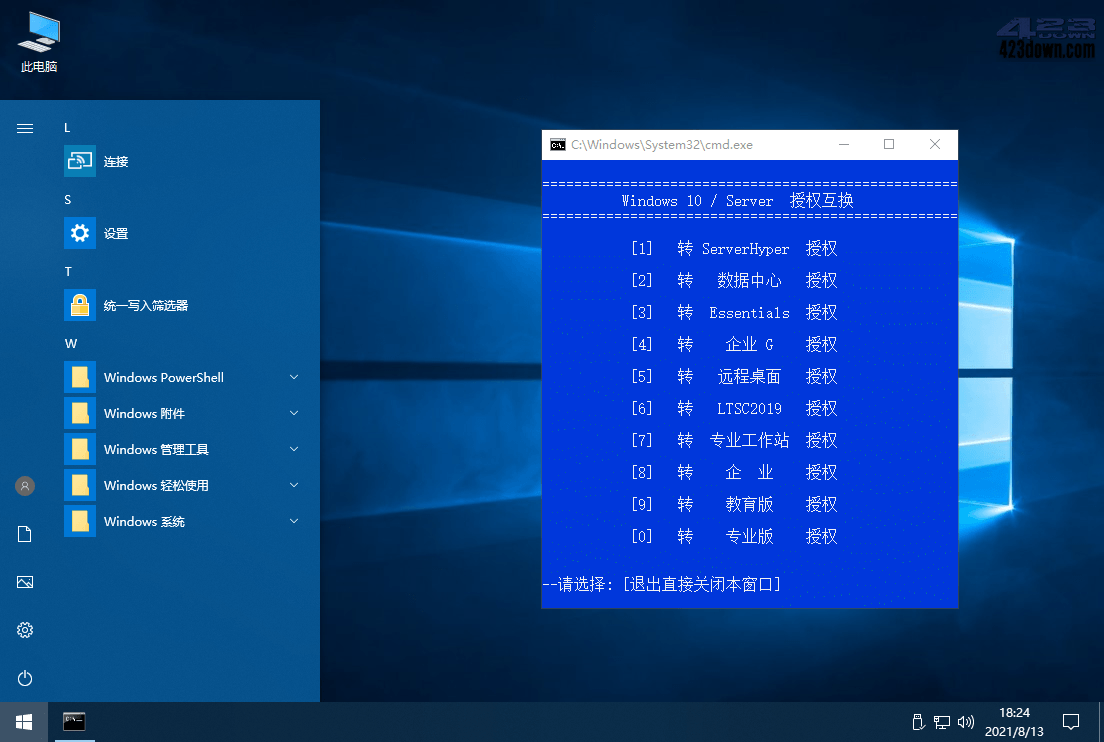 此电脑
423
DOWN
423down.com
L
连接
S
设置
T
统一写入筛选器
W
Windows PowerShell
Windows 附件
Windows 管理工具
Windows 轻松使用
Windows 系统
C:\Windows\System32\cmd.exe
====================================================
Windows 10 / Server 授权互换
====================================================
[1] 转 ServerHyper 授权
[2] 转 数据中心 授权
[3] 转 Essentials 授权
[4] 转 企业 G 授权
[5] 转 远程桌面 授权
[6] 转 LTSC2019 授权
[7] 转 专业工作站 授权
[8] 转 企 业 授权
[9] 转 教育版 授权
[0] 转 专业版 授权
--请选择: [退出直接关闭本窗口]
18:24
2021/8/13